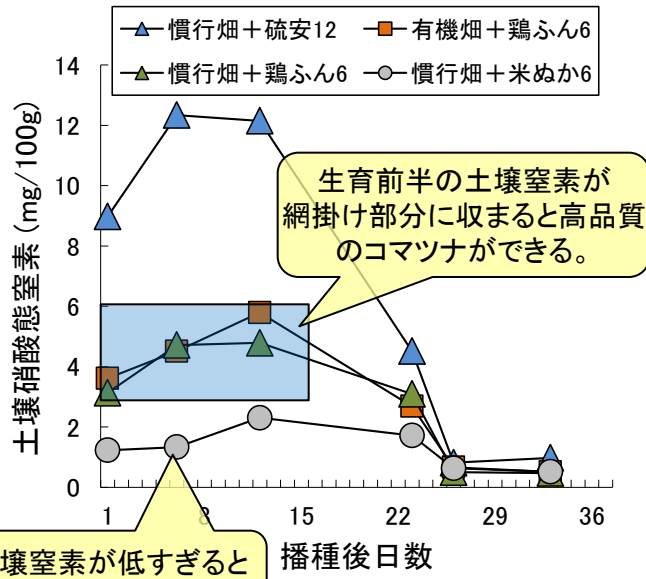 慣行畑＋硫安12
有機畑＋鶏ふん6
慣行畑＋鶏ふん6
慣行畑＋米ぬか6
14
12
10
8
6
4
2
0
土壌硝酸態窒素(mg/100g)
生育前半の土壌窒素が
網掛け部分に収まると高品質
のコマツナができる。
1
8
15
22
29
36
播種後日数
壌窒素が低すぎると